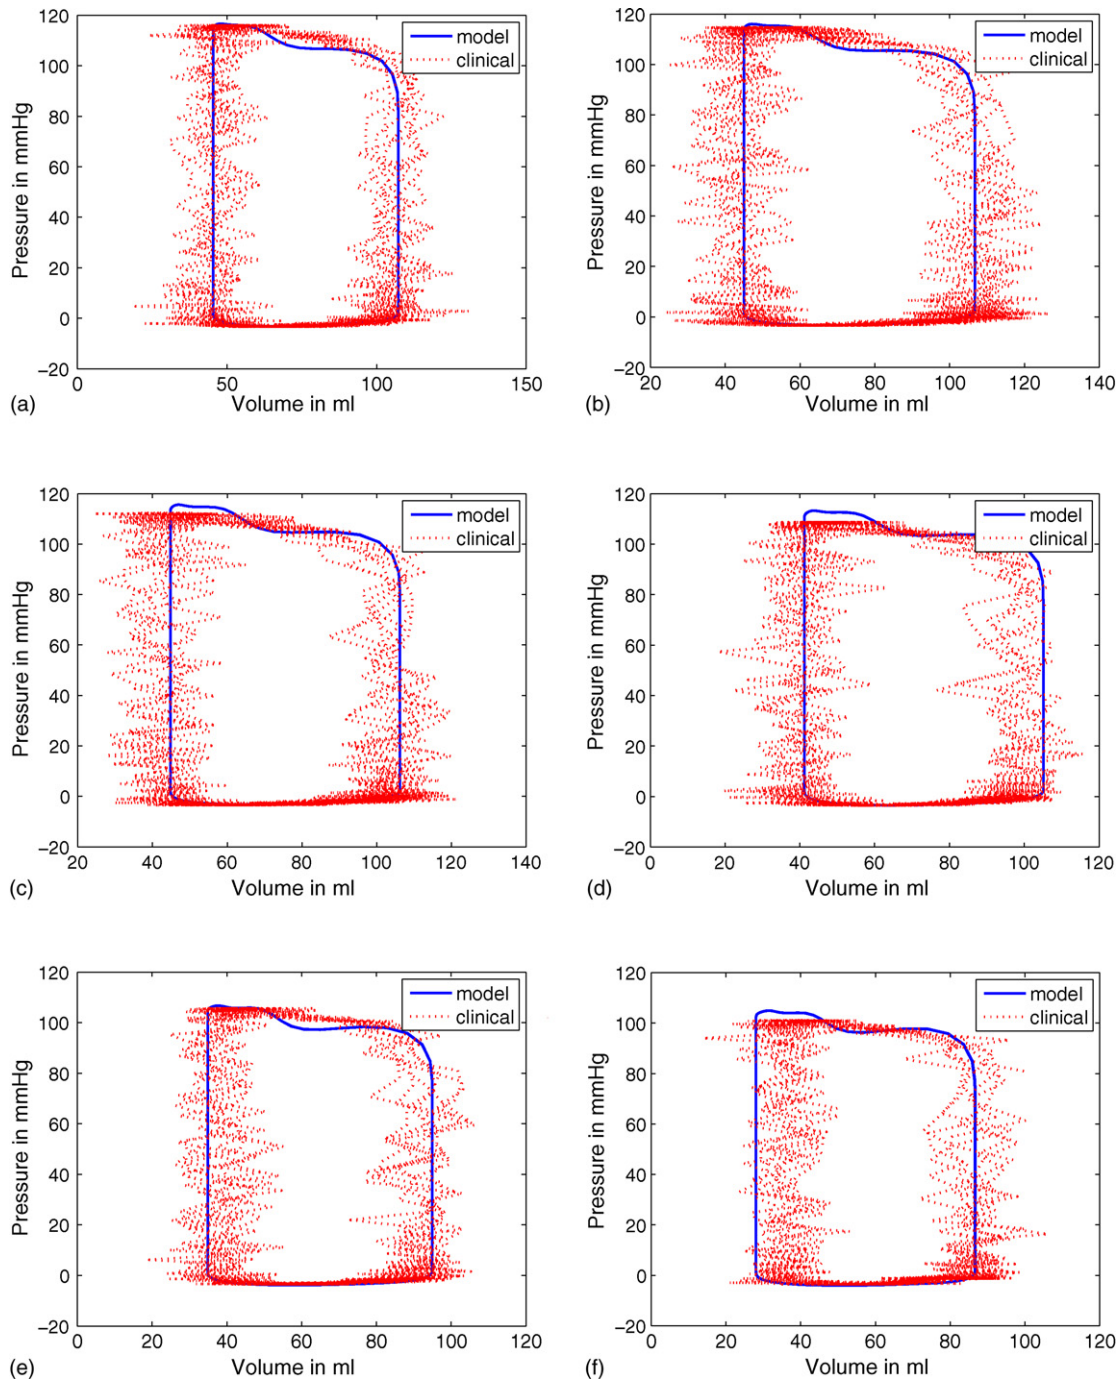 120
100
80
60
40
20
0
−20
Pressure in mmHg
model
clinical
0 50 100 150
Volume in ml
(a)
120
100
80
60
40
20
0
−20
Pressure in mmHg
model
clinical
20 40 60 80 100 120 140
Volume in ml
(b)
120
100
80
60
40
20
0
−20
Pressure in mmHg
model
clinical
20 40 60 80 100 120 140
Volume in ml
(c)
120
100
80
60
40
20
0
−20
Pressure in mmHg
model
clinical
0 20 40 60 80 100 120
Volume in ml
(d)
120
100
80
60
40
20
0
−20
Pressure in mmHg
model
clinical
0 20 40 60 80 100 120
Volume in ml
(e)
120
100
80
60
40
20
0
−20
Pressure in mmHg
model
clinical
0 20 40 60 80 100 120
Volume in ml
(f)